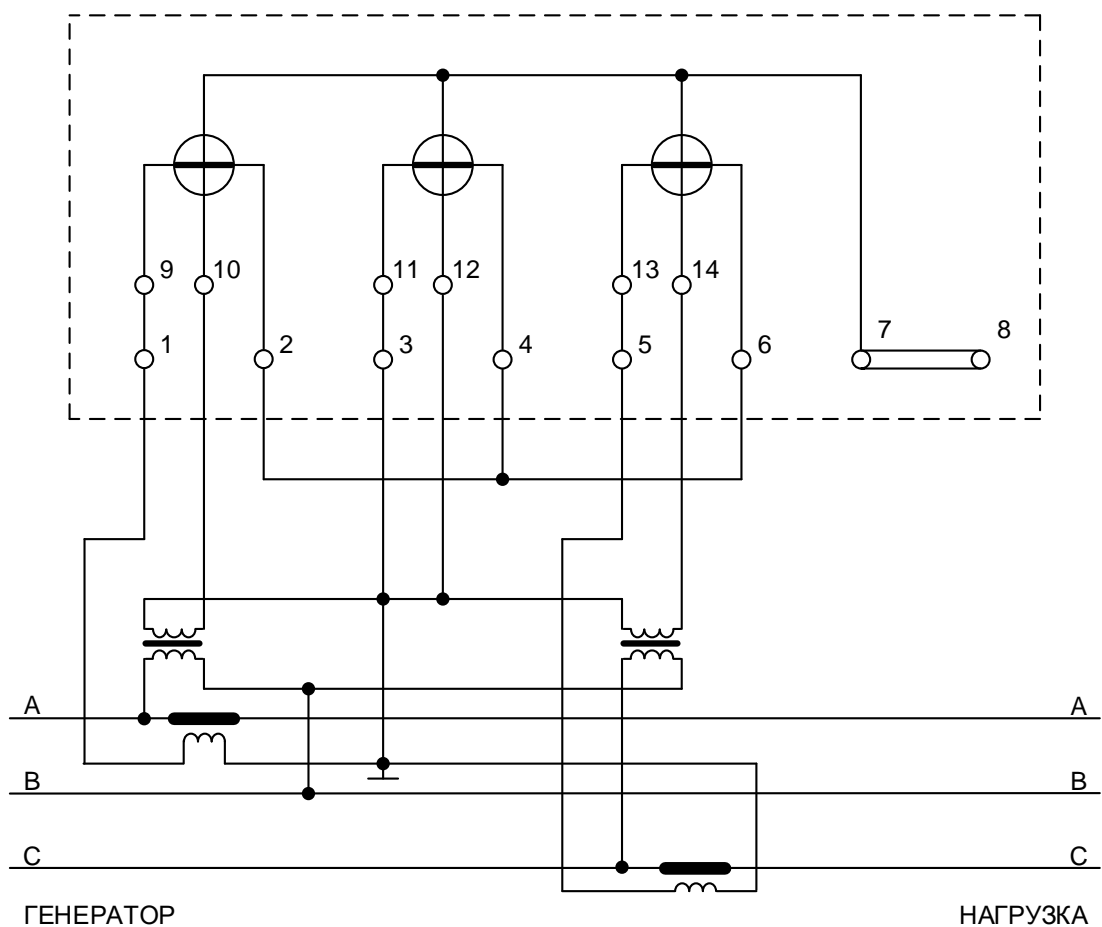 9 10 11 12 13 14
1 2 3 4 5 6 7 8
А А
В В
С С
ГЕНЕРАТОР НАГРУЗКА